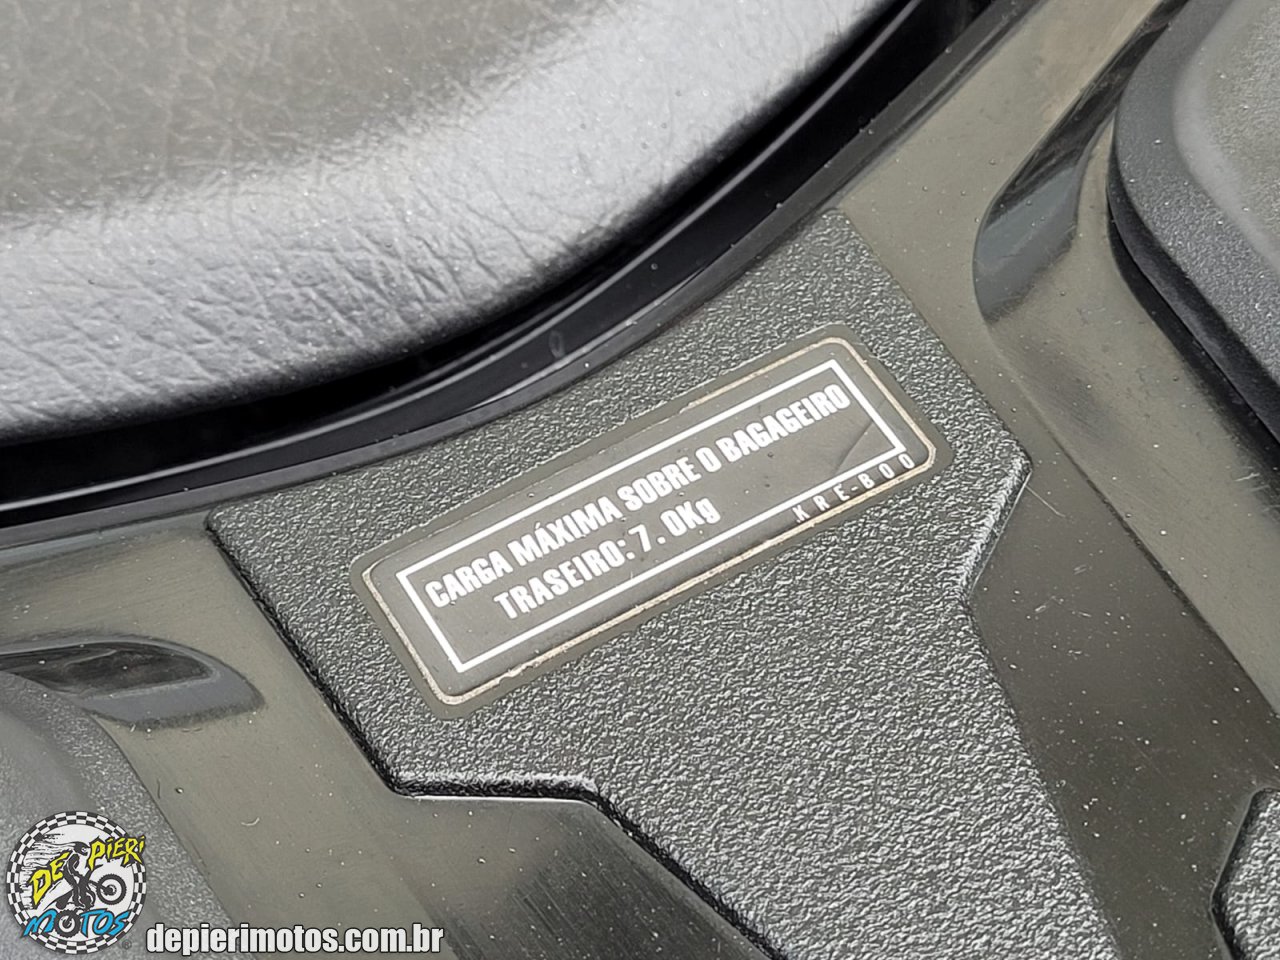 CARGA MÁXIMA SOBRE O BAGAGEIRO
TRASEIRO: 7.0Kg
KRE-B00
DE PIERI
MOTOS
depierimotos.com.br